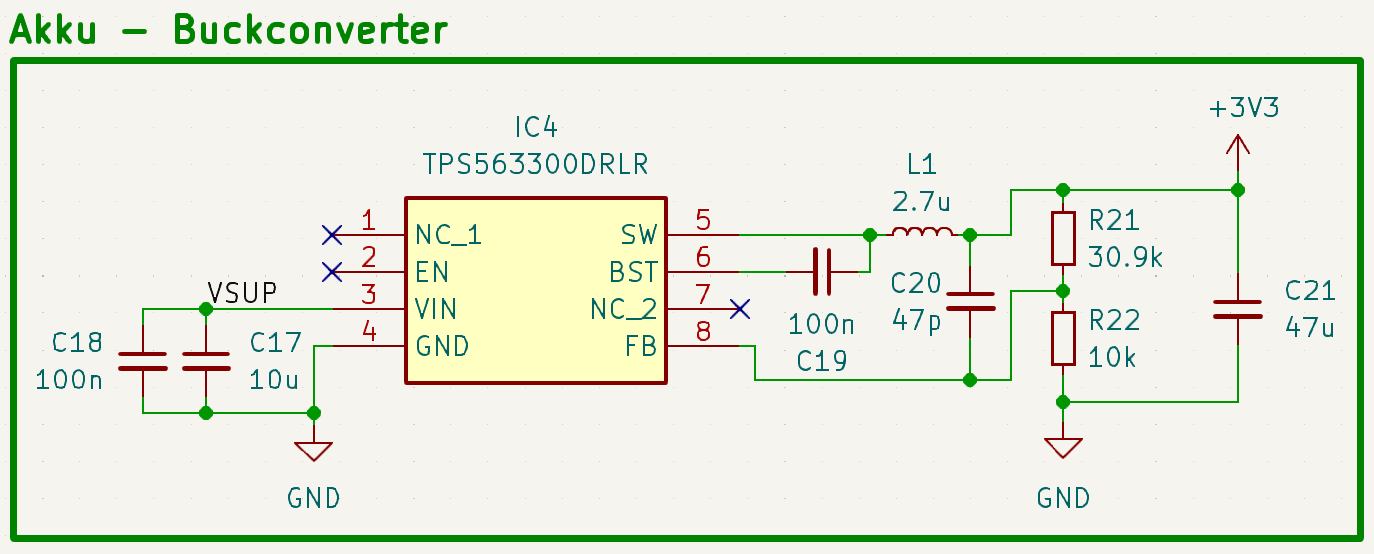 Akku - Buckconverter
IC4
TPS563300DRLR
+3V3
L1
2.7u
1
NC_1
SW
5
R21
30.9k
2
EN
BST
6
VSUP
3
VIN
NC_2
7
C20
47p
C21
47u
100n
C19
4
GND
FB
8
R22
10k
C18
100n
C17
10u
GND
GND